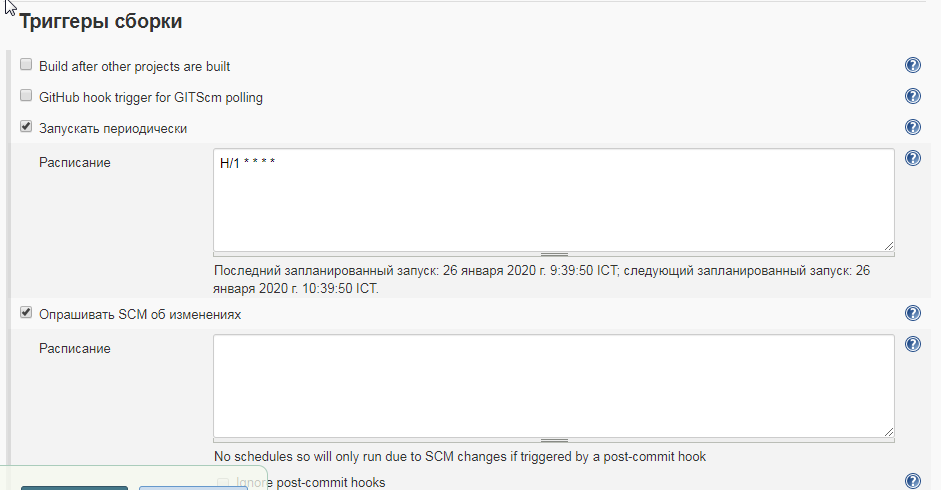 Триггеры сборки
Build after other projects are built
GitHub hook trigger for GITScm polling
Запускать периодически
Расписание
H/1 * * * *
Последний запланированный запуск: 26 января 2020 г. 9:39:50 ICT; следующий запланированный запуск: 26
января 2020 г. 10:39:50 ICT.
Опрашивать SCM об изменениях
Расписание
No schedules so will only run due to SCM changes if triggered by a post-commit hook
Ignore post-commit hooks